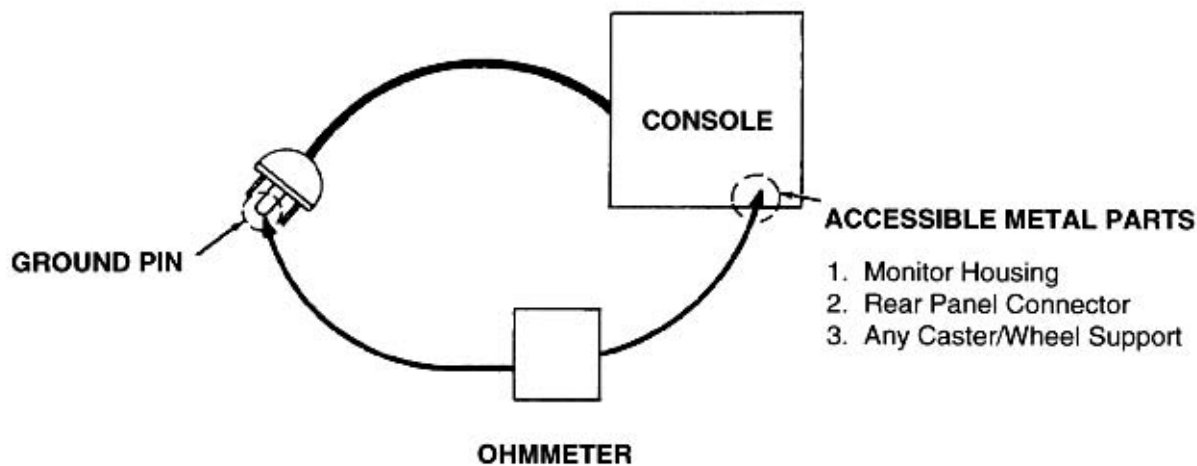 CONSOLE
GROUND PIN
ACCESSIBLE METAL PARTS
1. Monitor Housing
2. Rear Panel Connector
3. Any Caster/Wheel Support
OHMMETER